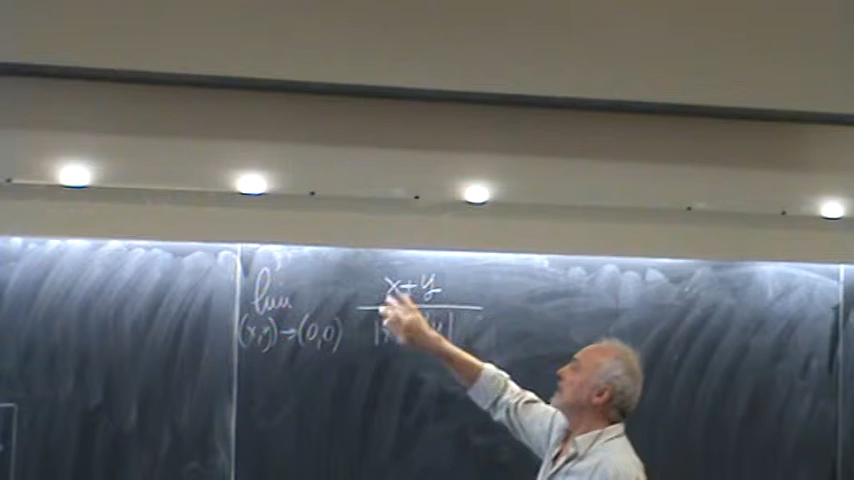 lim x+y
(x,y)→(0,0) |x y|